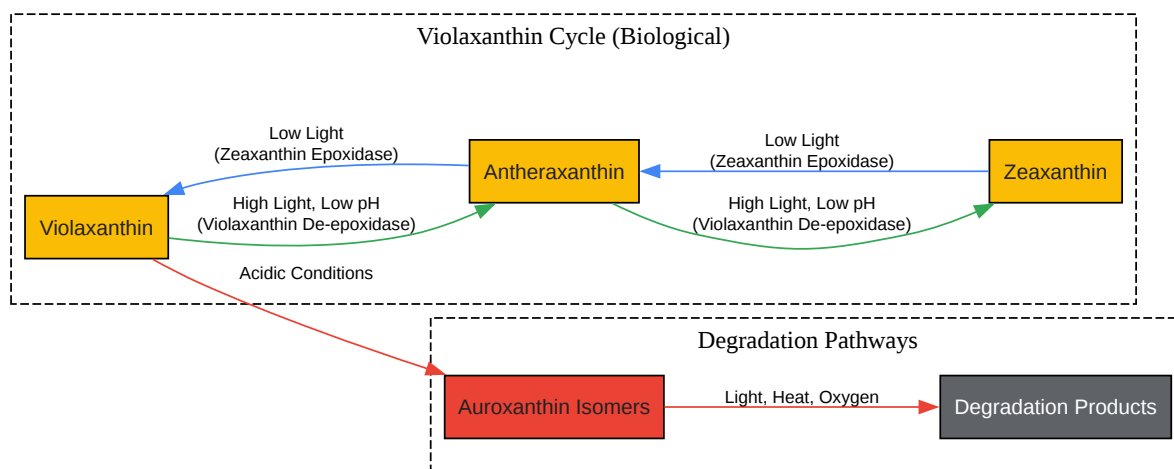 Violaxanthin Cycle (Biological)
Low Light
(Zeaxanthin Epoxidase)
Low Light
(Zeaxanthin Epoxidase)
Antheraxanthin
Zeaxanthin
Violaxanthin
High Light, Low pH
(Violaxanthin De-epoxidase)
High Light, Low pH
(Violaxanthin De-epoxidase)
Acidic Conditions
Degradation Pathways
Auroxanthin Isomers
Light, Heat, Oxygen
Degradation Products